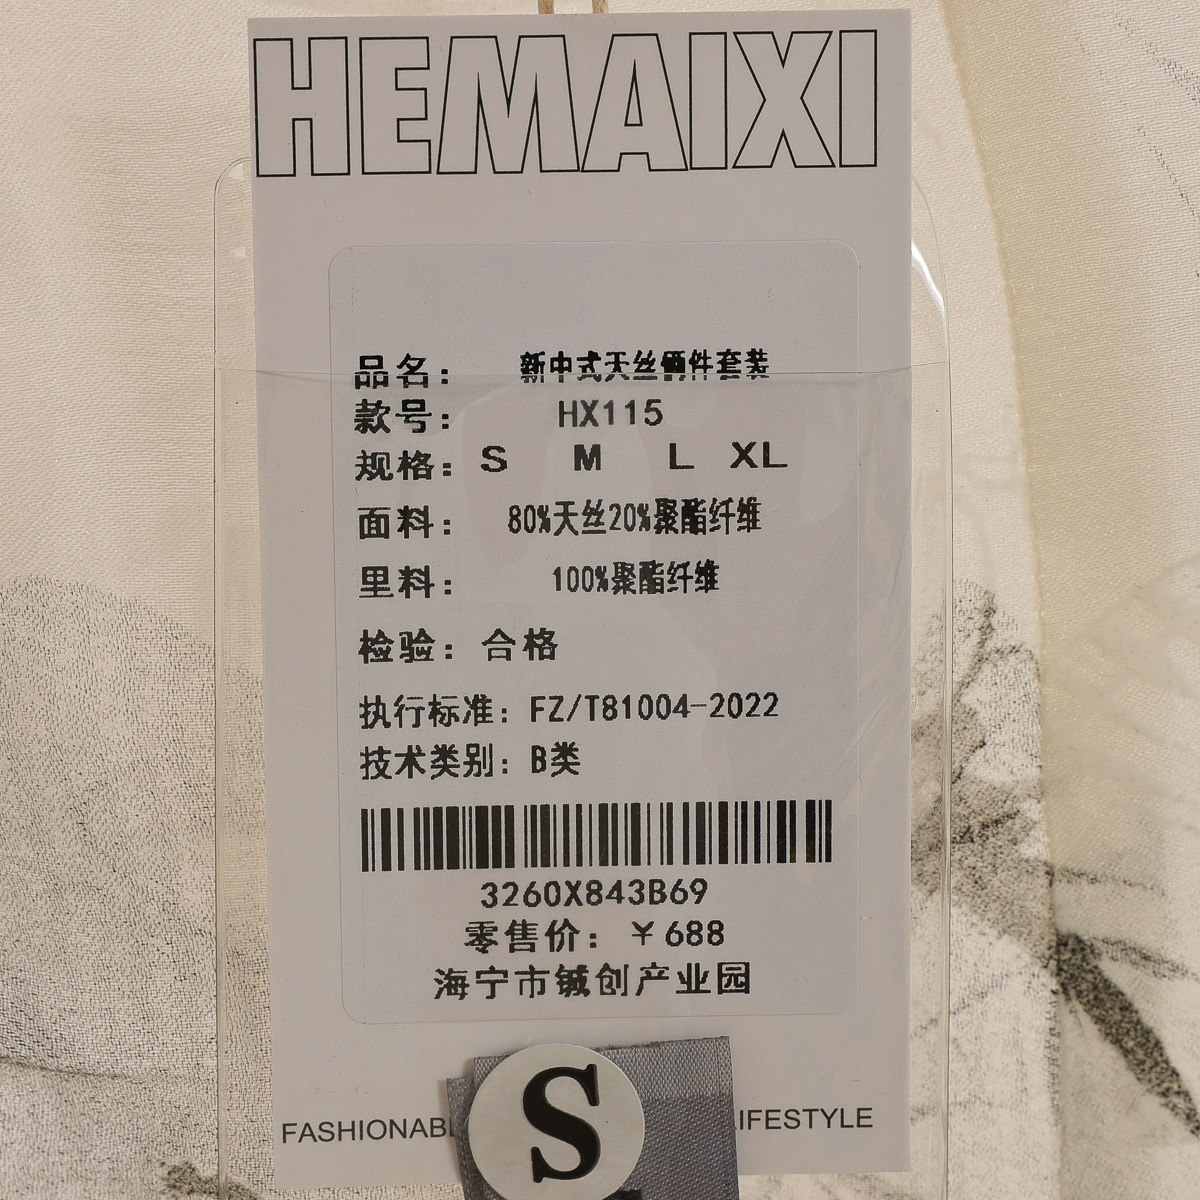 HEMAIXI
品名： 新中式天丝俩件套装
款号： HX115
规格： S M L XL
面料： 80%天丝20%聚酯纤维
里料： 100%聚酯纤维
检验：合格
执行标准：FZ/T81004-2022
技术类别：B类
3260X843B69
零售价：￥688
海宁市铖创产业园
S